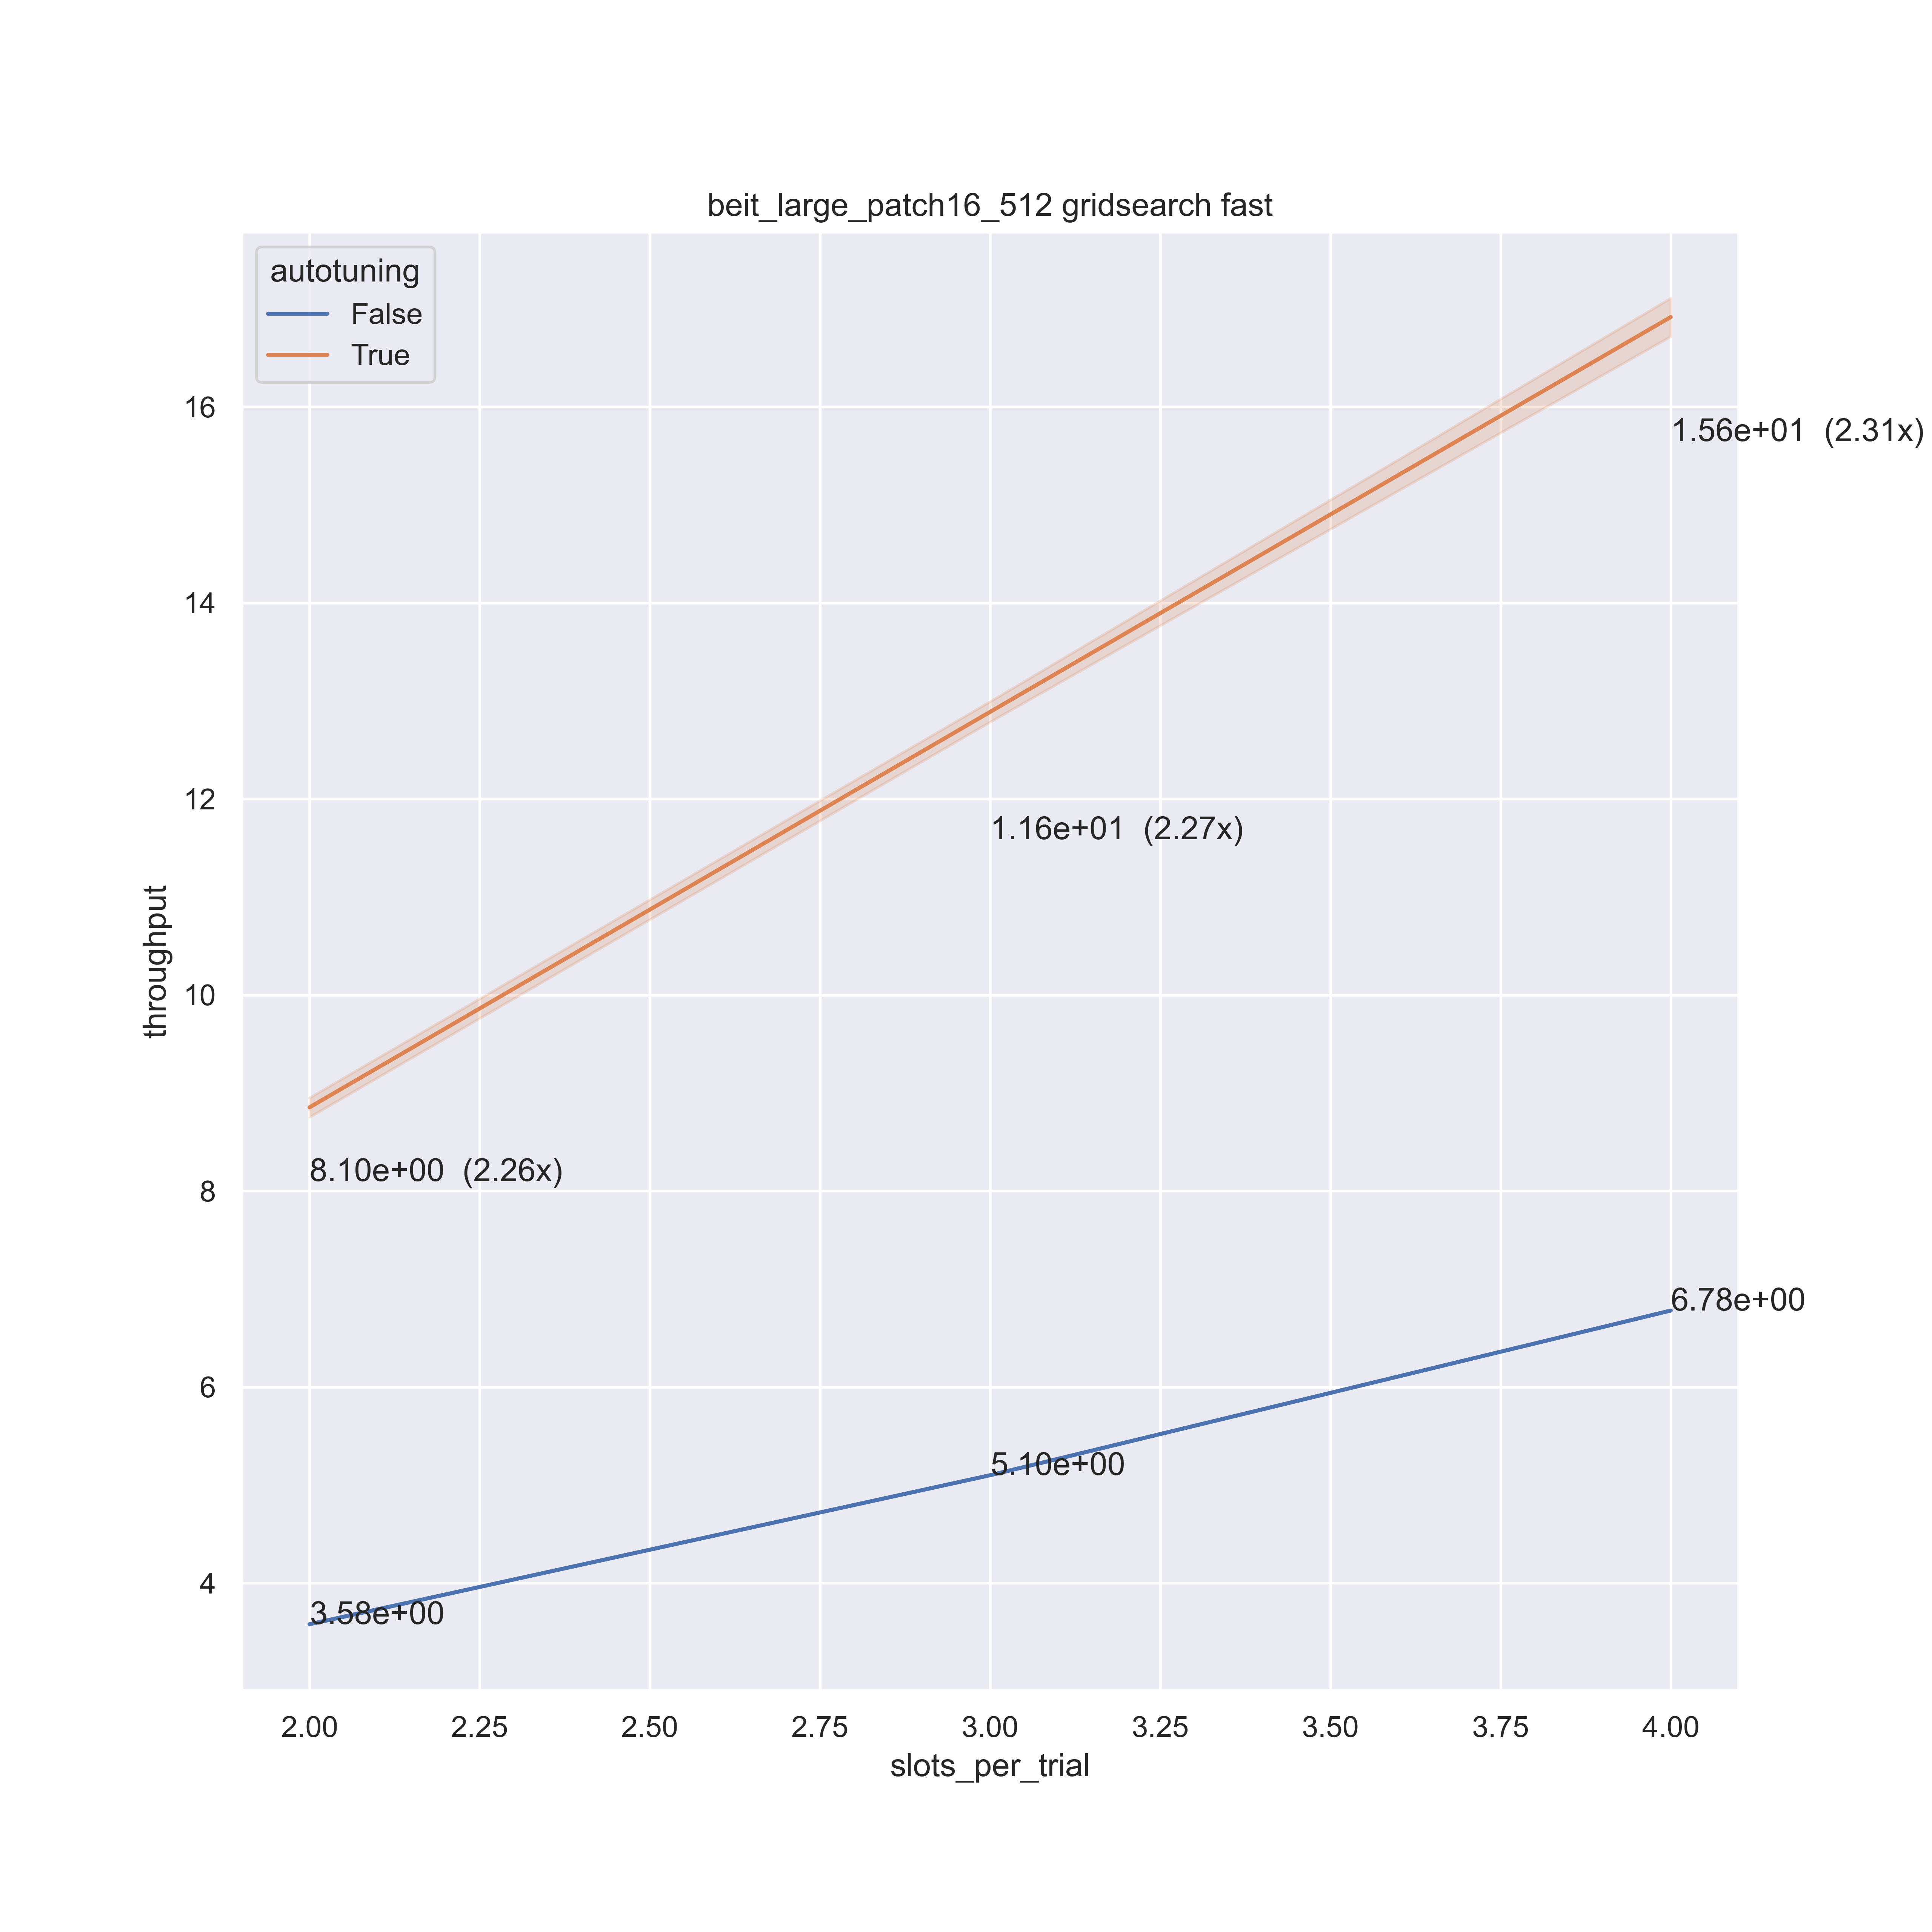 beit_large_patch16_512 gridsearch fast
autotuning
False
True
16
14
12
10
8
6
4
throughput
1.56e+01 (2.31x)
1.16e+01 (2.27x)
8.10e+00 (2.26x)
6.78e+00
5.10e+00
3.58e+00
2.00 2.25 2.50 2.75 3.00 3.25 3.50 3.75 4.00
slots_per_trial